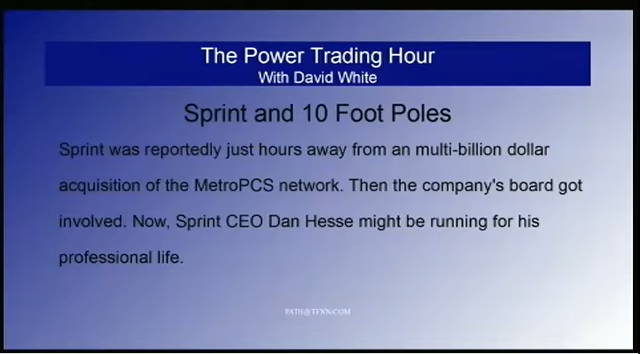 The Power Trading Hour
With David White
Sprint and 10 Foot Poles
Sprint was reportedly just hours away from an multi-billion dollar
acquisition of the MetroPCS network. Then the company's board got
involved. Now, Sprint CEO Dan Hesse might be running for his
professional life.